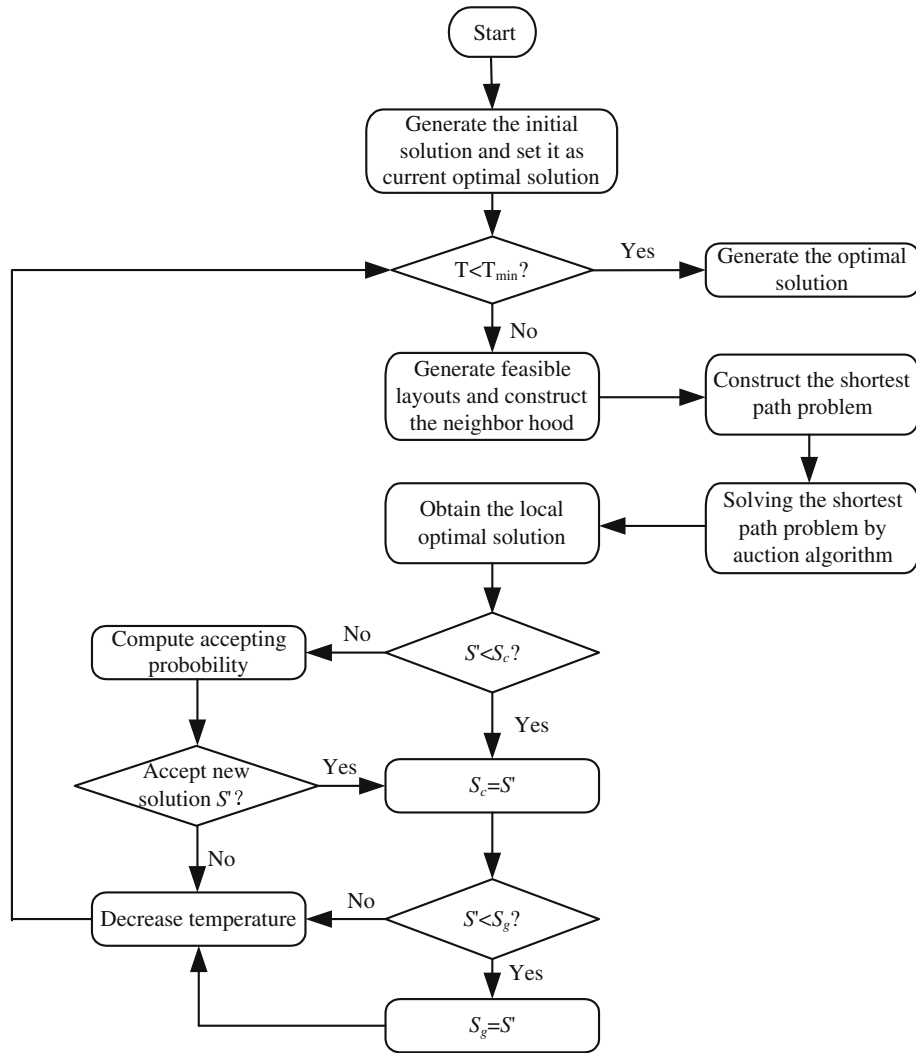 Start
Generate the initial
solution and set it as
current optimal solution
T<Tmin?
Yes
Generate the optimal
solution
No
Generate feasible
layouts and construct
the neighbor hood
Construct the shortest
path problem
Obtain the local
optimal solution
Solving the shortest
path problem by
auction algorithm
Compute accepting
probobility
No
S'<Sc?
Yes
Accept new
solution S'?
Yes
Sc=S'
No
Decrease temperature
No
S'<Sg?
Yes
Sg=S'